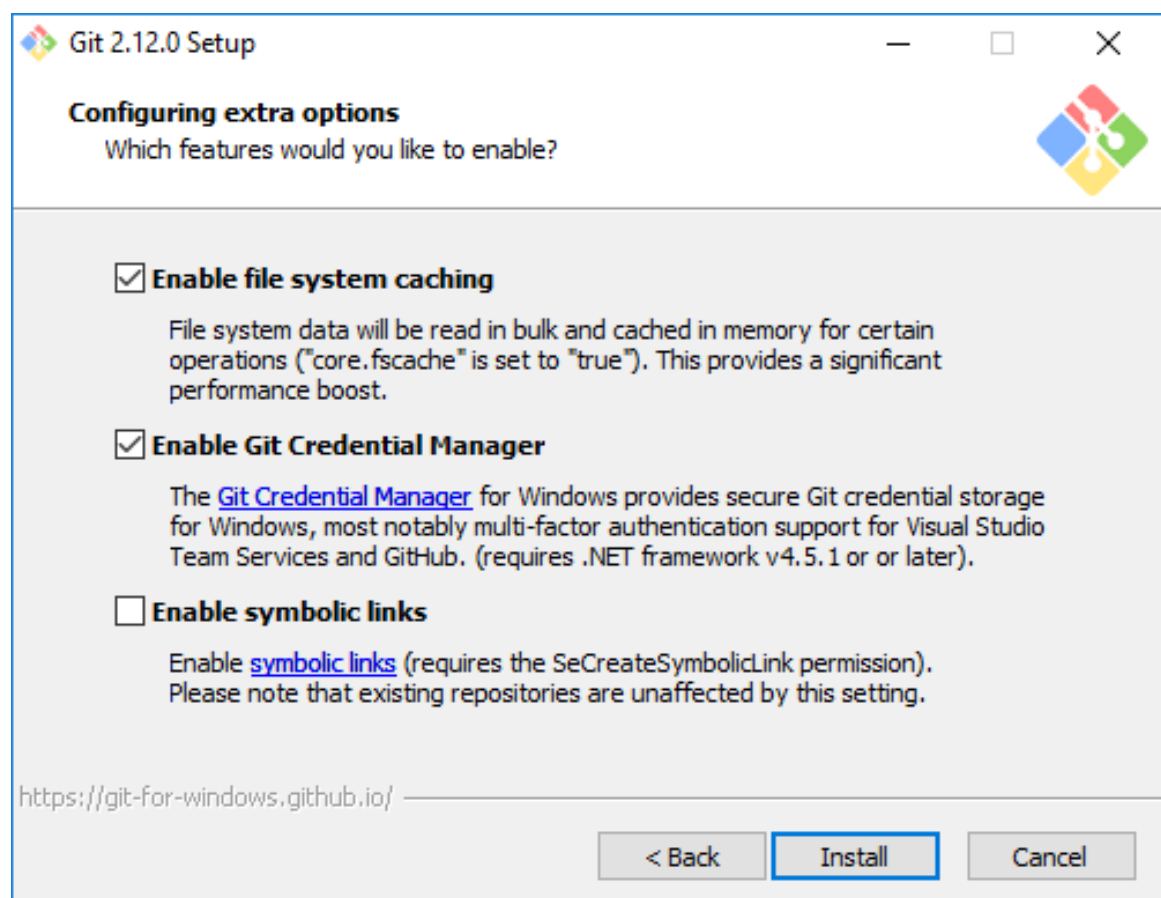 Git 2.12.0 Setup
Configuring extra options
Which features would you like to enable?
Enable file system caching
File system data will be read in bulk and cached in memory for certain
operations ("core.fscache" is set to "true"). This provides a significant
performance boost.
Enable Git Credential Manager
The Git Credential Manager for Windows provides secure Git credential storage
for Windows, most notably multi-factor authentication support for Visual Studio
Team Services and GitHub. (requires .NET framework v4.5.1 or or later).
Enable symbolic links
Enable symbolic links (requires the SeCreateSymbolicLink permission).
Please note that existing repositories are unaffected by this setting.
https://git-for-windows.github.io/
< Back Install Cancel